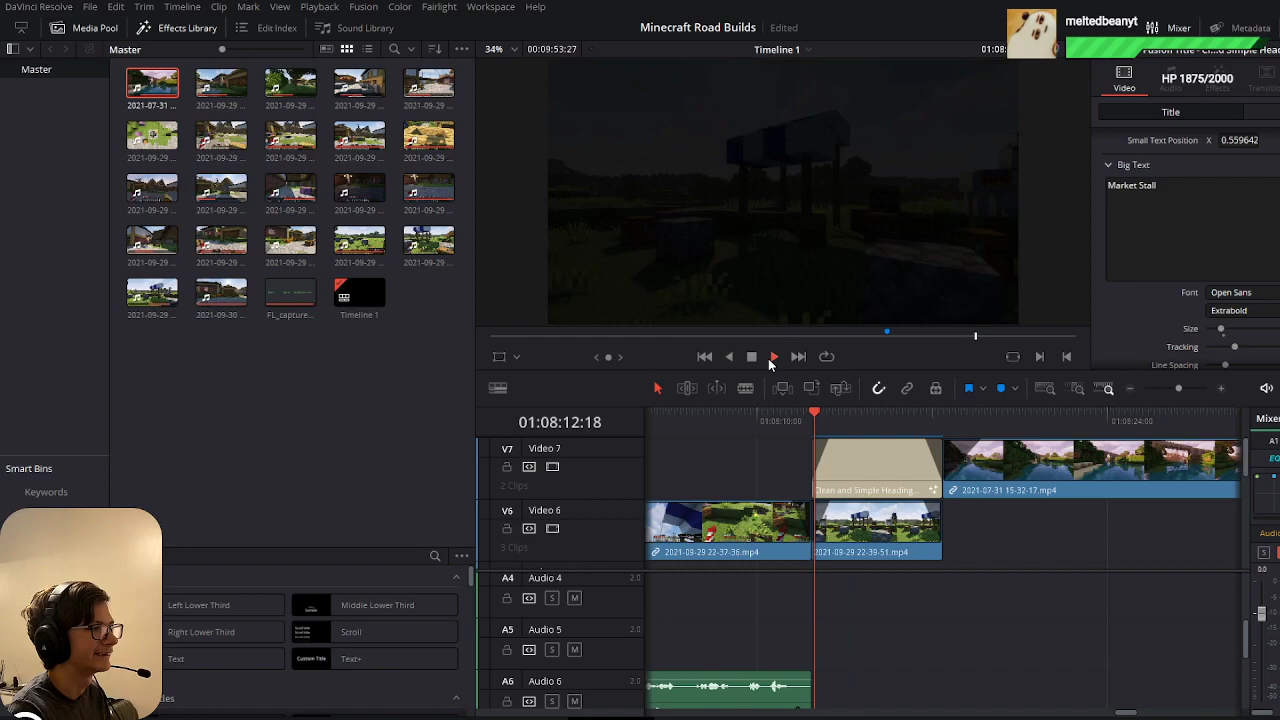 DaVinci Resolve File Edit Trim Timeline Clip Mark View Playback Fusion Color Fairlight Workspace Help
Media Pool Effects Library Edit Index Sound Library
Minecraft Road Builds Edited
meltedbeanyt Mixer Metadata
Master 34% 00:09:53:27 Timeline 1 01:08:
Master
HP 1875/2000
Video Audio Effects
Title
Small Text Position X 0.559642
Big Text
Market Stall
Font Open Sans
Extrabold
Size
Tracking
Line Spacing
2021-07-31 ... 2021-09-29 ... 2021-09-29 ... 2021-09-29 ... 2021-09-29 ...
2021-09-29 ... 2021-09-29 ... 2021-09-29 ... 2021-09-29 ... 2021-09-29 ...
2021-09-29 ... 2021-09-29 ... 2021-09-29 ... 2021-09-29 ... 2021-09-29 ...
2021-09-29 ... 2021-09-29 ... 2021-09-29 ... 2021-09-29 ... 2021-09-29 ...
2021-09-29 ... 2021-09-30 ... FL_capture... Timeline 1
01:08:12:18
01:08:10:00 01:08:24:00
Mixer
A1
V7 Video 7
2 Clips
Clean and Simple Heading...
2021-07-31 15-32-17.mp4
V6 Video 6
3 Clips
2021-09-29 22-37-36.mp4
2021-09-29 22-39-51.mp4
A4 Audio 4 2.0
S M
A5 Audio 5 2.0
S M
A6 Audio 6 2.0
S M
Smart Bins
Keywords
Left Lower Third Middle Lower Third
Right Lower Third Scroll
Text Text+
Custom Title
Audio
S
0.0